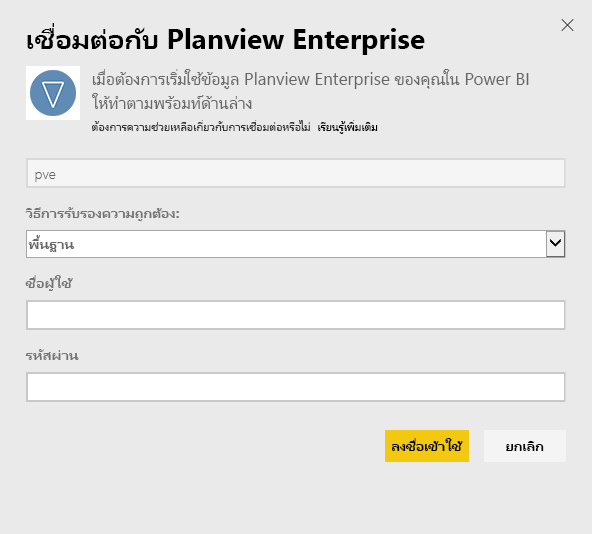 เชื่อมต่อกับ Planview Enterprise
เมื่อต้องการเริ่มใช้ข้อมูล Planview Enterprise ของคุณใน Power BI
ให้ทำตามพร้อมท์ด้านล่าง
ต้องการความช่วยเหลือเกี่ยวกับการเชื่อมต่อหรือไม่ เรียนรู้เพิ่มเติม
pve
วิธีการรับรองความถูกต้อง:
พื้นฐาน
ชื่อผู้ใช้
รหัสผ่าน
ลงชื่อเข้าใช้ ยกเลิก